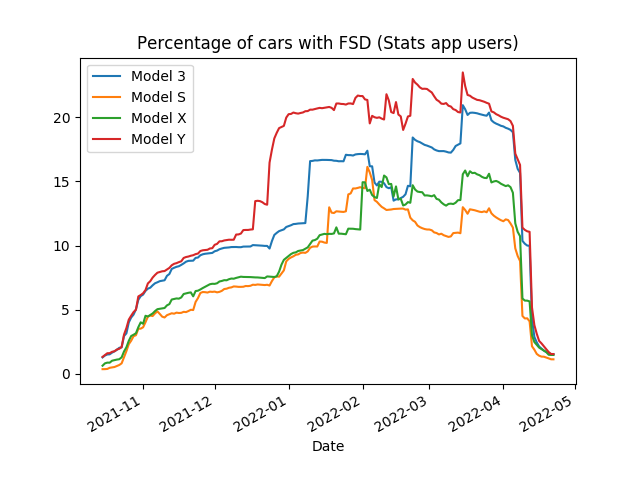 Percentage of cars with FSD (Stats app users)
Model 3
Model S
Model X
Model Y
20
15
10
5
0
2021-11
2021-12
2022-01
2022-02
2022-03
2022-04
2022-05
Date